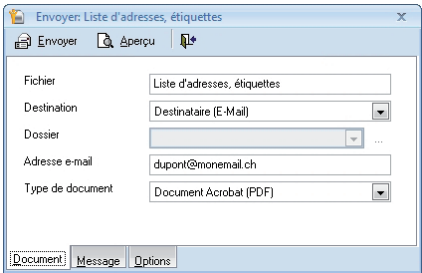 Envoyer: Liste d'adresses, étiquettes
Envoyer Aperçu
Fichier Liste d'adresses, étiquettes
Destination Destinataire (E-Mail)
Dossier ...
Adresse e-mail dupont@monemail.ch
Type de document Document Acrobat (PDF)
Document Message Options